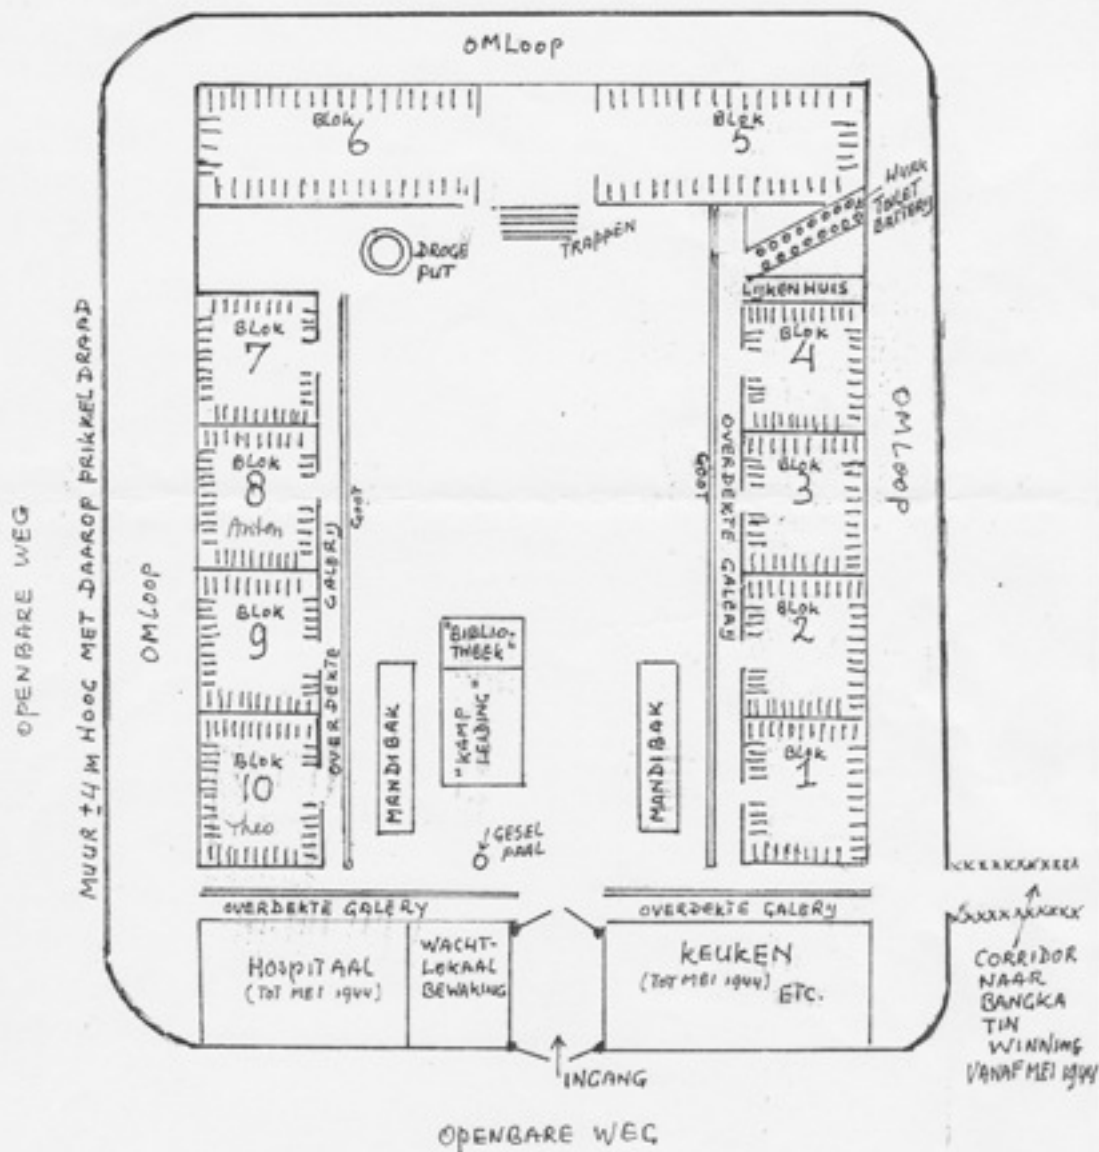 OMLOOP
BLOK
6
BLOK
5
HURK
TOILET
BATTERY
TRAPPEN
DROGE
PUT
LIJKENHUIS
BLOK
7
BLOK
4
BLOK
8
Anton
BLOK
3
BLOK
9
BLOK
2
BLOK
10
Theo
BLOK
1
GOOT
GOOT
OVERDEKTE GALERY
OVERDEKTE GALERY
OMLOOP
OMLOOP
MUUR ±4 M HOOG MET DAAROP PRIKKELDRAAD
OPENBARE WEG
"BIBLIO-
THEEK"
"KAMP
LEIDING"
MANDIBAK
MANDIBAK
GESEL
PAAL
OVERDEKTE GALERY
OVERDEKTE GALERY
HOSPITAAL
(TOT MEI 1944)
WACHT-
LOKAAL
BEWAKING
KEUKEN
(TOT MEI 1944)
ETC.
INGANG
CORRIDOR
NAAR
BANGKA
TIN
WINNING
VANAF MEI 1944
OPENBARE WEG